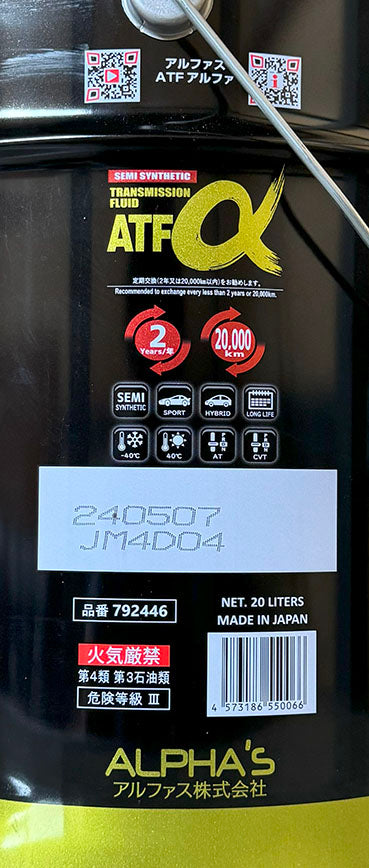 アルファス
ATF アルファ
SEMI SYNTHETIC
TRANSMISSION
FLUID
ATF α
定期交換(2年又は20,000km以内)をお勧めします。
Recommended to exchange every less than 2 years or 20,000km.
2
Years/年
20,000
km
SEMI
SYNTHETIC
SPORT
HYBRID
LONG LIFE
-40℃
40℃
AT
CVT
240507
JM4D04
品番 792446
NET. 20 LITERS
MADE IN JAPAN
火気厳禁
第4類 第3石油類
危険等級 Ⅲ
4 573186 550066
ALPHA'S
アルファス株式会社